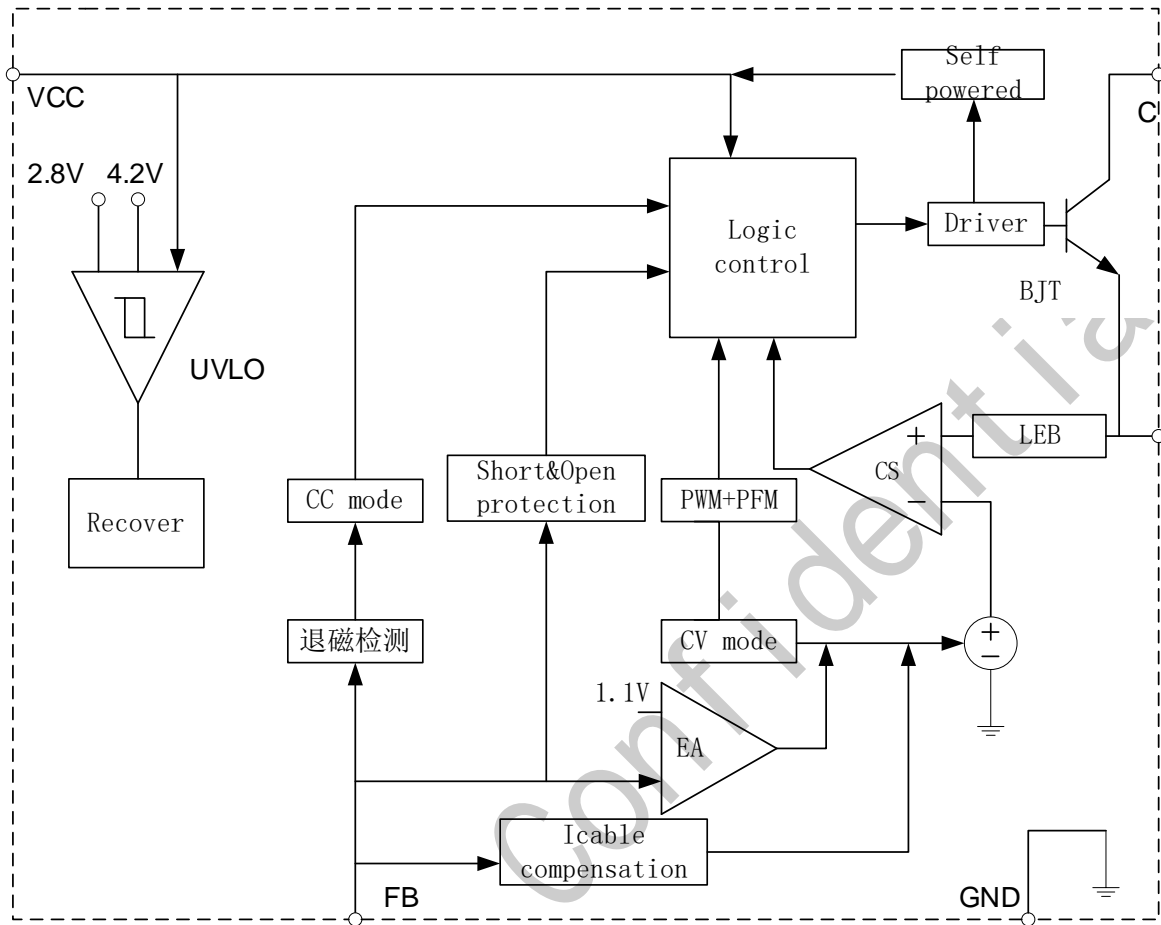 Self
powered
VCC
C
2.8V
4.2V
Logic
control
Driver
BJT
UVLO
LEB
+
CS
−
Short&Open
protection
CC mode
PWM+PFM
Recover
退磁检测
CV mode
+
−
1.1V
EA
Icable
compensation
FB
GND
Confidentia